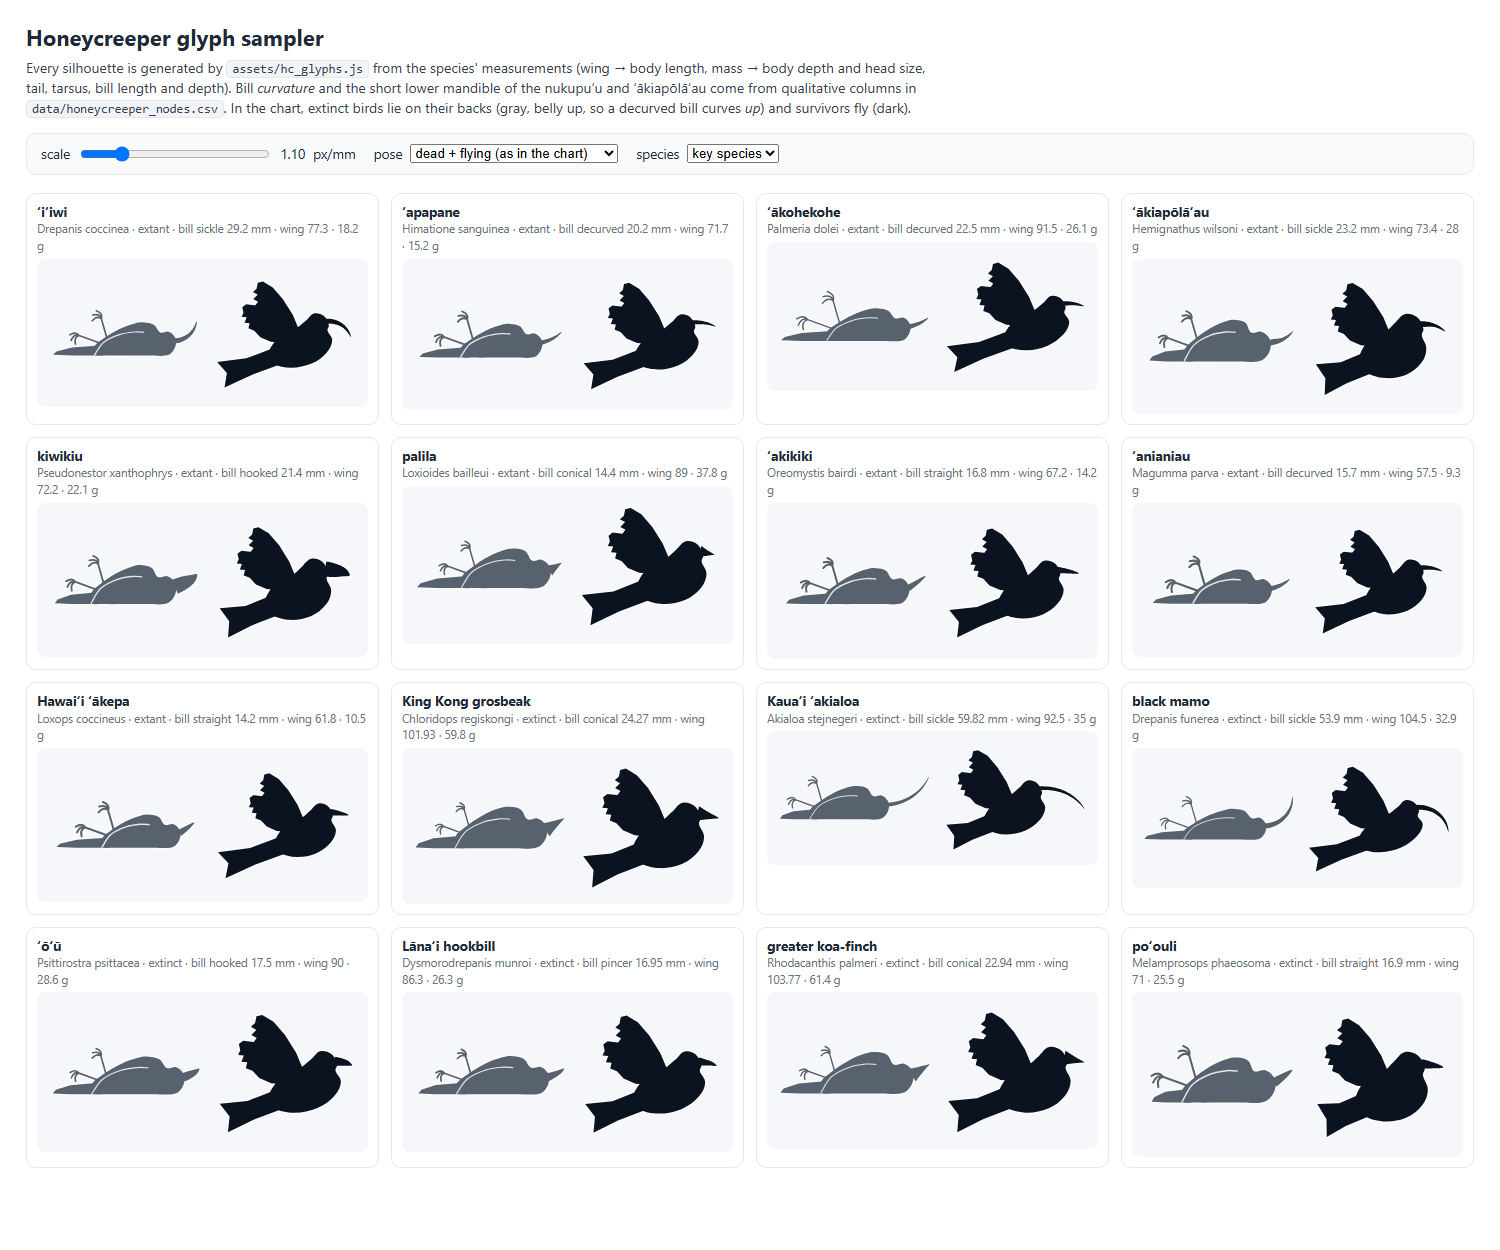 Honeycreeper glyph sampler
Every silhouette is generated by assets/hc_glyphs.js from the species' measurements (wing → body length, mass → body depth and head size,
tail, tarsus, bill length and depth). Bill curvature and the short lower mandible of the nukupuʻu and ʻākiapōlāʻau come from qualitative columns in
data/honeycreeper_nodes.csv. In the chart, extinct birds lie on their backs (gray, belly up, so a decurved bill curves up) and survivors fly (dark).
scale 1.10 px/mm pose dead + flying (as in the chart) species key species
ʻiʻiwi
Drepanis coccinea · extant · bill sickle 29.2 mm · wing 77.3 · 18.2
g
ʻapapane
Himatione sanguinea · extant · bill decurved 20.2 mm · wing 71.7
· 15.2 g
ʻākohekohe
Palmeria dolei · extant · bill decurved 22.5 mm · wing 91.5 · 26.1 g
ʻākiapōlāʻau
Hemignathus wilsoni · extant · bill sickle 23.2 mm · wing 73.4 · 28
g
kiwikiu
Pseudonestor xanthophrys · extant · bill hooked 21.4 mm · wing
72.2 · 22.1 g
palila
Loxioides bailleui · extant · bill conical 14.4 mm · wing 89 · 37.8 g
ʻakikiki
Oreomystis bairdi · extant · bill straight 16.8 mm · wing 67.2 · 14.2
g
ʻanianiau
Magumma parva · extant · bill decurved 15.7 mm · wing 57.5 · 9.3
g
Hawaiʻi ʻākepa
Loxops coccineus · extant · bill straight 14.2 mm · wing 61.8 · 10.5
g
King Kong grosbeak
Chloridops regiskongi · extinct · bill conical 24.27 mm · wing
101.93 · 59.8 g
Kauaʻi ʻakialoa
Akialoa stejnegeri · extinct · bill sickle 59.82 mm · wing 92.5 · 35 g
black mamo
Drepanis funerea · extinct · bill sickle 53.9 mm · wing 104.5 · 32.9
g
ʻōʻū
Psittirostra psittacea · extinct · bill hooked 17.5 mm · wing 90 ·
28.6 g
Lānaʻi hookbill
Dysmorodrepanis munroi · extinct · bill pincer 16.95 mm · wing
86.3 · 26.3 g
greater koa-finch
Rhodacanthis palmeri · extinct · bill conical 22.94 mm · wing
103.77 · 61.4 g
poʻouli
Melamprosops phaeosoma · extinct · bill straight 16.9 mm · wing
71 · 25.5 g